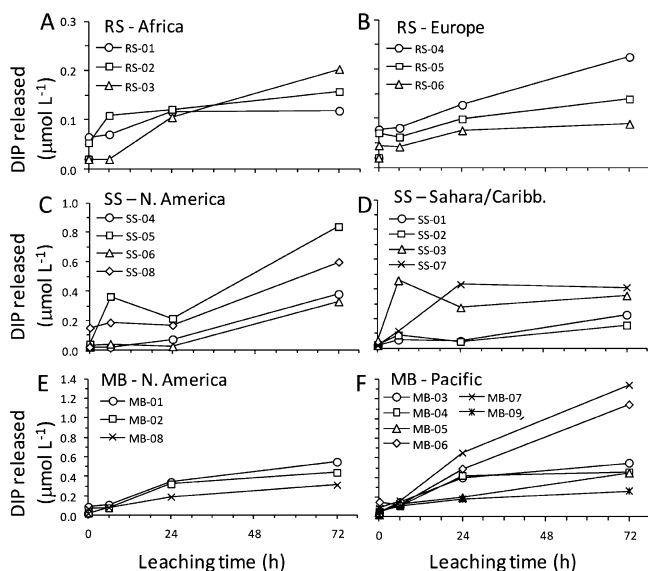 A RS - Africa
RS-01
RS-02
RS-03
0.3
0.2
0.1
0.0
DIP released
(µmol L⁻¹)
B RS - Europe
RS-04
RS-05
RS-06
C SS – N. America
SS-04
SS-05
SS-06
SS-08
1.0
0.8
0.6
0.4
0.2
0.0
DIP released
(µmol L⁻¹)
D SS – Sahara/Caribb.
SS-01
SS-02
SS-03
SS-07
E MB - N. America
MB-01
MB-02
MB-08
1.4
1.2
1.0
0.8
0.6
0.4
0.2
0.0
DIP released
(µmol L⁻¹)
0 24 48 72
Leaching time (h)
F MB - Pacific
MB-03 MB-07
MB-04 MB-09
MB-05
MB-06
0 24 48 72
Leaching time (h)